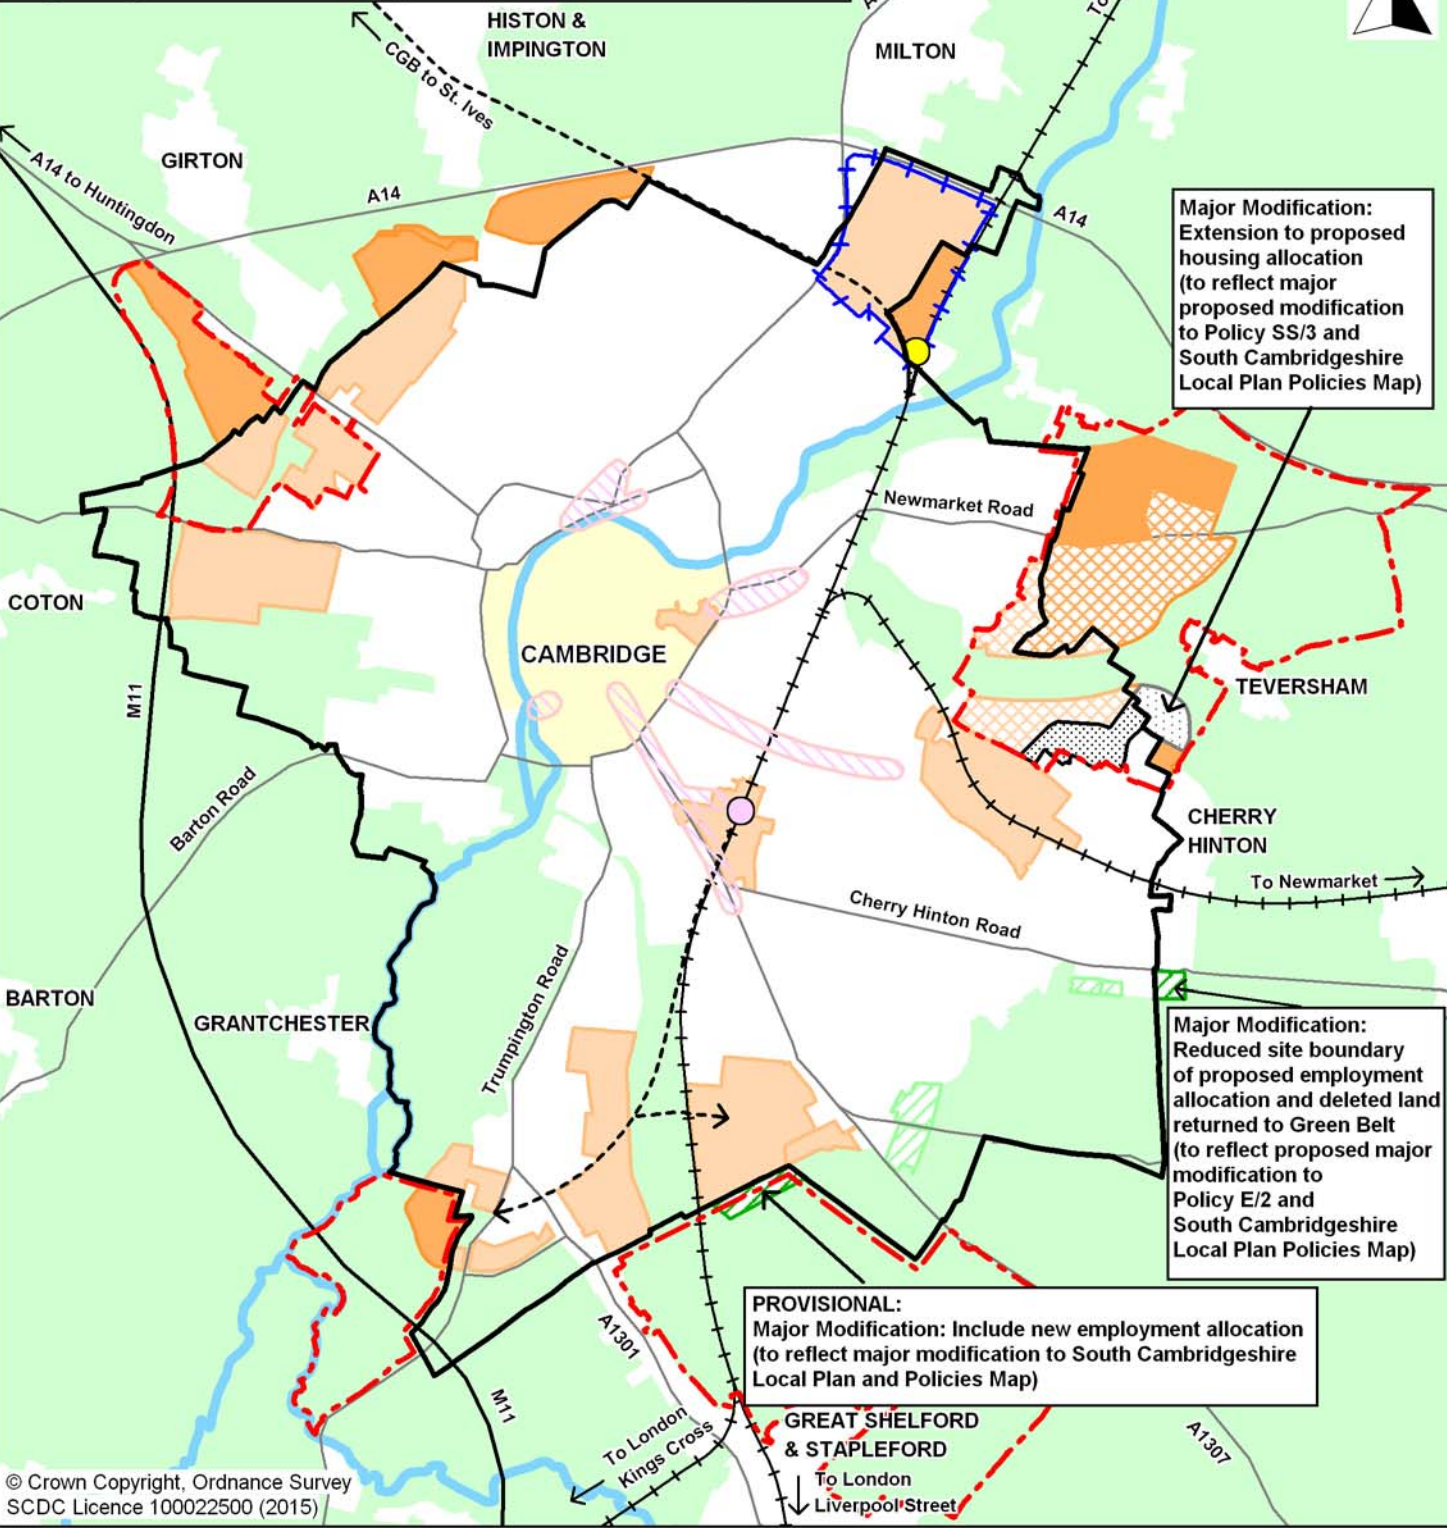 HISTON &
IMPINGTON
MILTON
To
CGB to St. Ives
GIRTON
A14 to Huntingdon
A14
A14
Major Modification:
Extension to proposed
housing allocation
(to reflect major
proposed modification
to Policy SS/3 and
South Cambridgeshire
Local Plan Policies Map)
Newmarket Road
COTON
CAMBRIDGE
M11
TEVERSHAM
Barton Road
CHERRY
HINTON
To Newmarket
Cherry Hinton Road
BARTON
GRANTCHESTER
Trumpington Road
Major Modification:
Reduced site boundary
of proposed employment
allocation and deleted land
returned to Green Belt
(to reflect proposed major
modification to
Policy E/2 and
South Cambridgeshire
Local Plan Policies Map)
PROVISIONAL:
Major Modification: Include new employment allocation
(to reflect major modification to South Cambridgeshire
Local Plan and Policies Map)
A1301
M11
GREAT SHELFORD
& STAPLEFORD
A1307
To London
Kings Cross
To London
Liverpool Street
© Crown Copyright, Ordnance Survey
SCDC Licence 100022500 (2015)